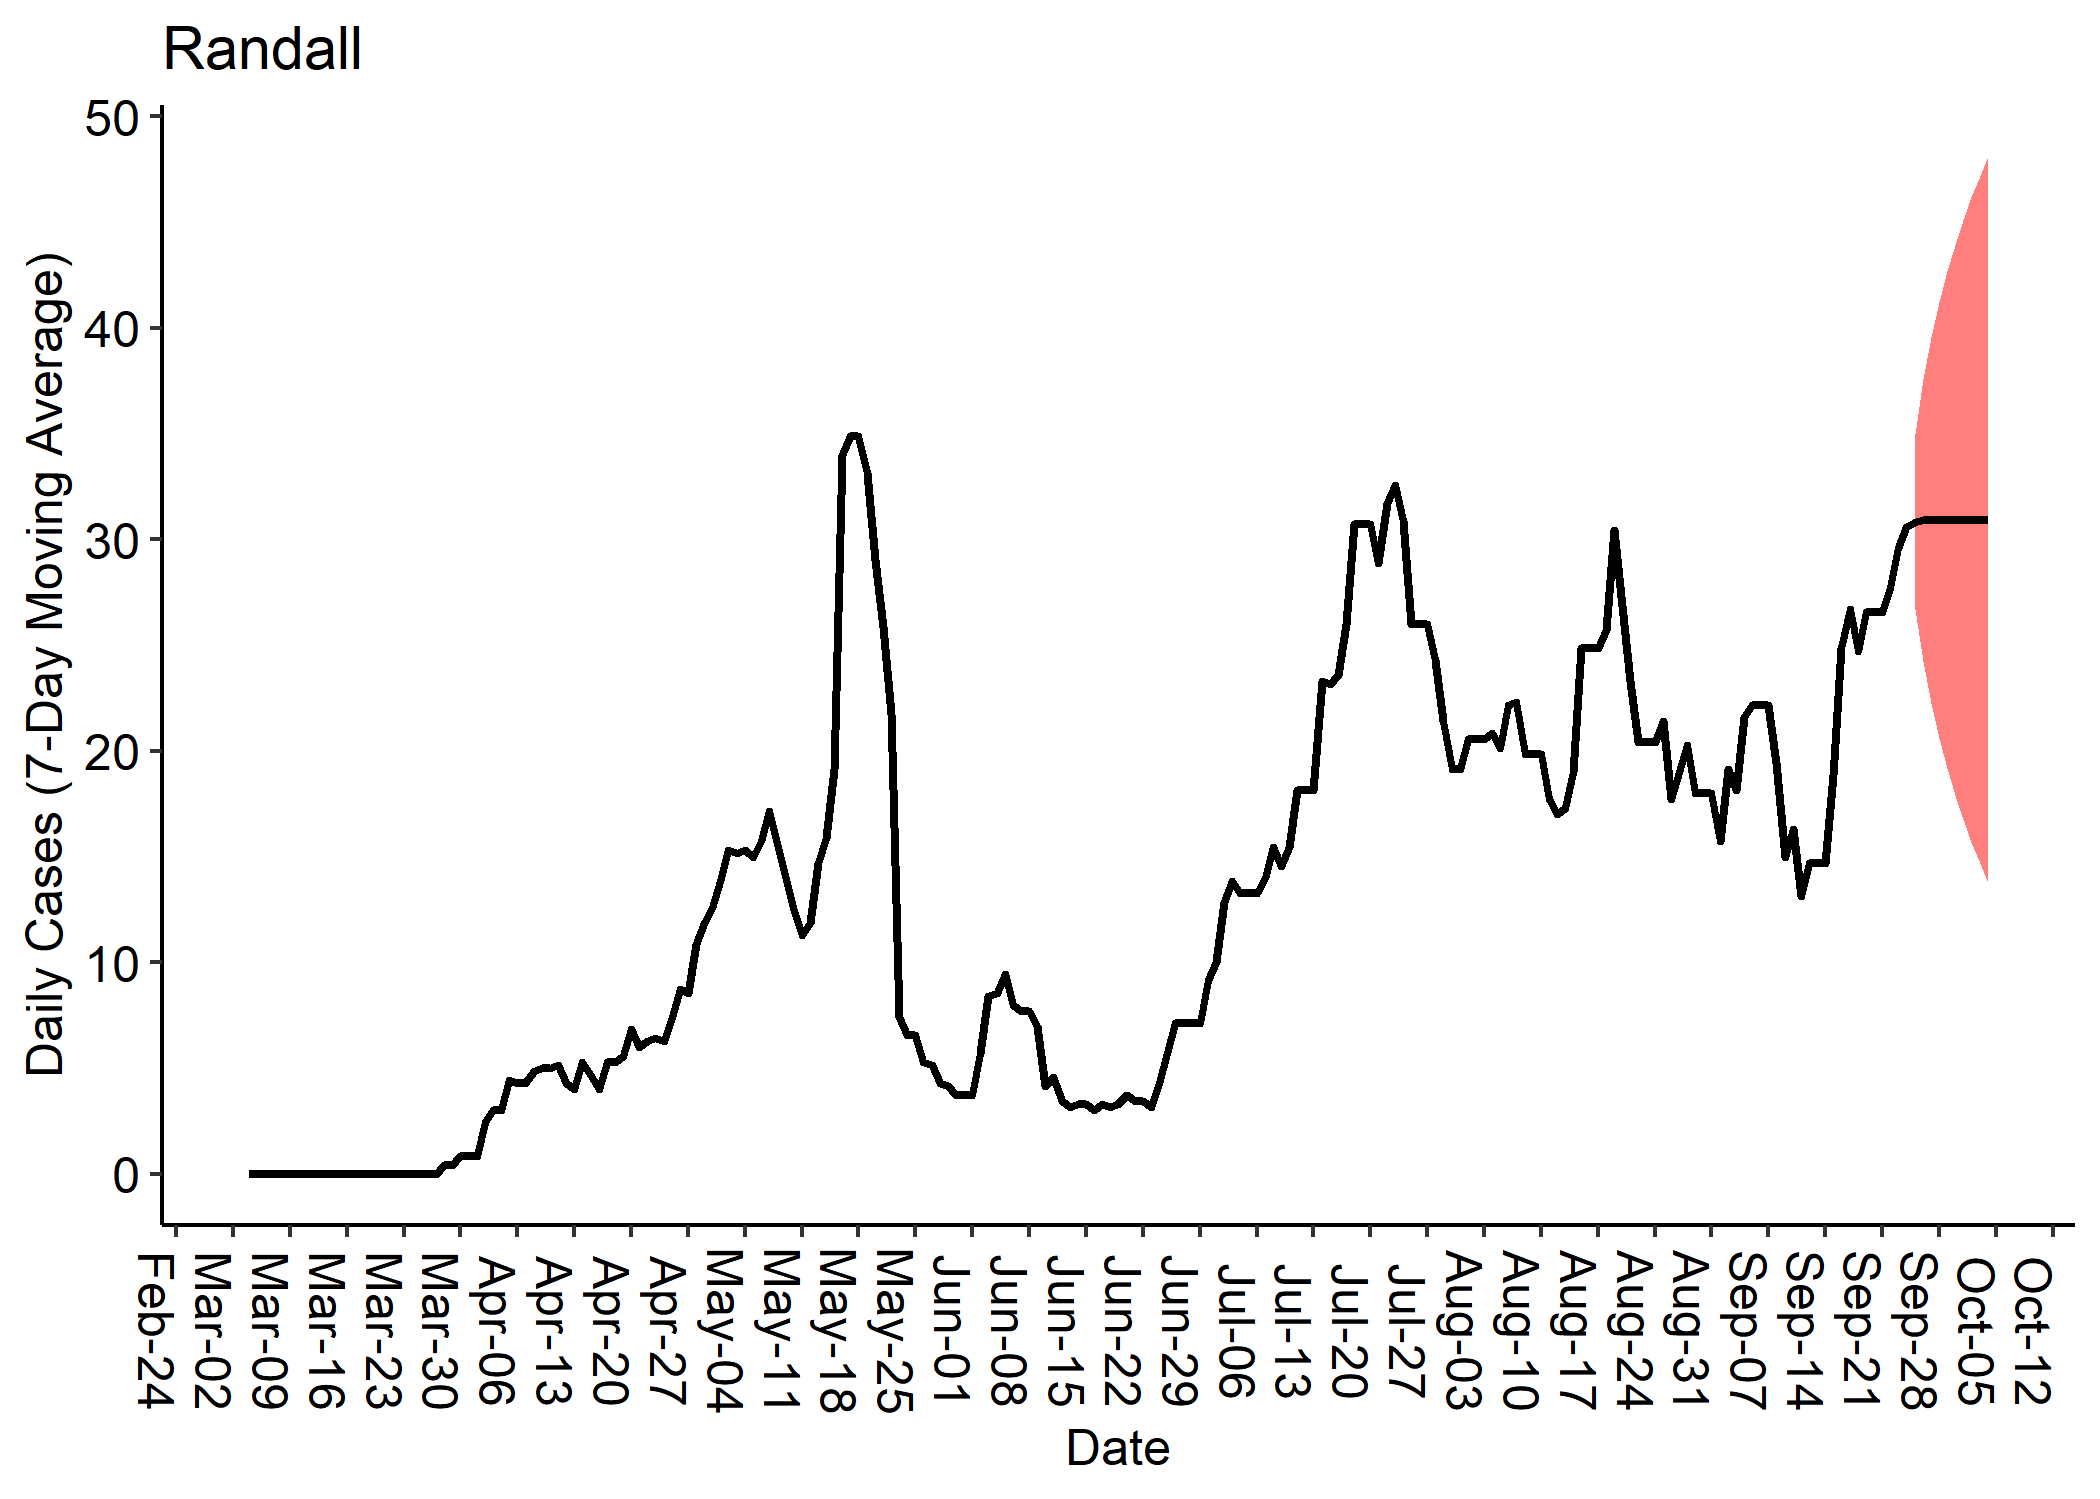 Randall
Daily Cases (7-Day Moving Average)
50
40
30
20
10
0
Feb-24
Mar-02
Mar-09
Mar-16
Mar-23
Mar-30
Apr-06
Apr-13
Apr-20
Apr-27
May-04
May-11
May-18
May-25
Jun-01
Jun-08
Jun-15
Jun-22
Jun-29
Jul-06
Jul-13
Jul-20
Jul-27
Aug-03
Aug-10
Aug-17
Aug-24
Aug-31
Sep-07
Sep-14
Sep-21
Sep-28
Oct-05
Oct-12
Date